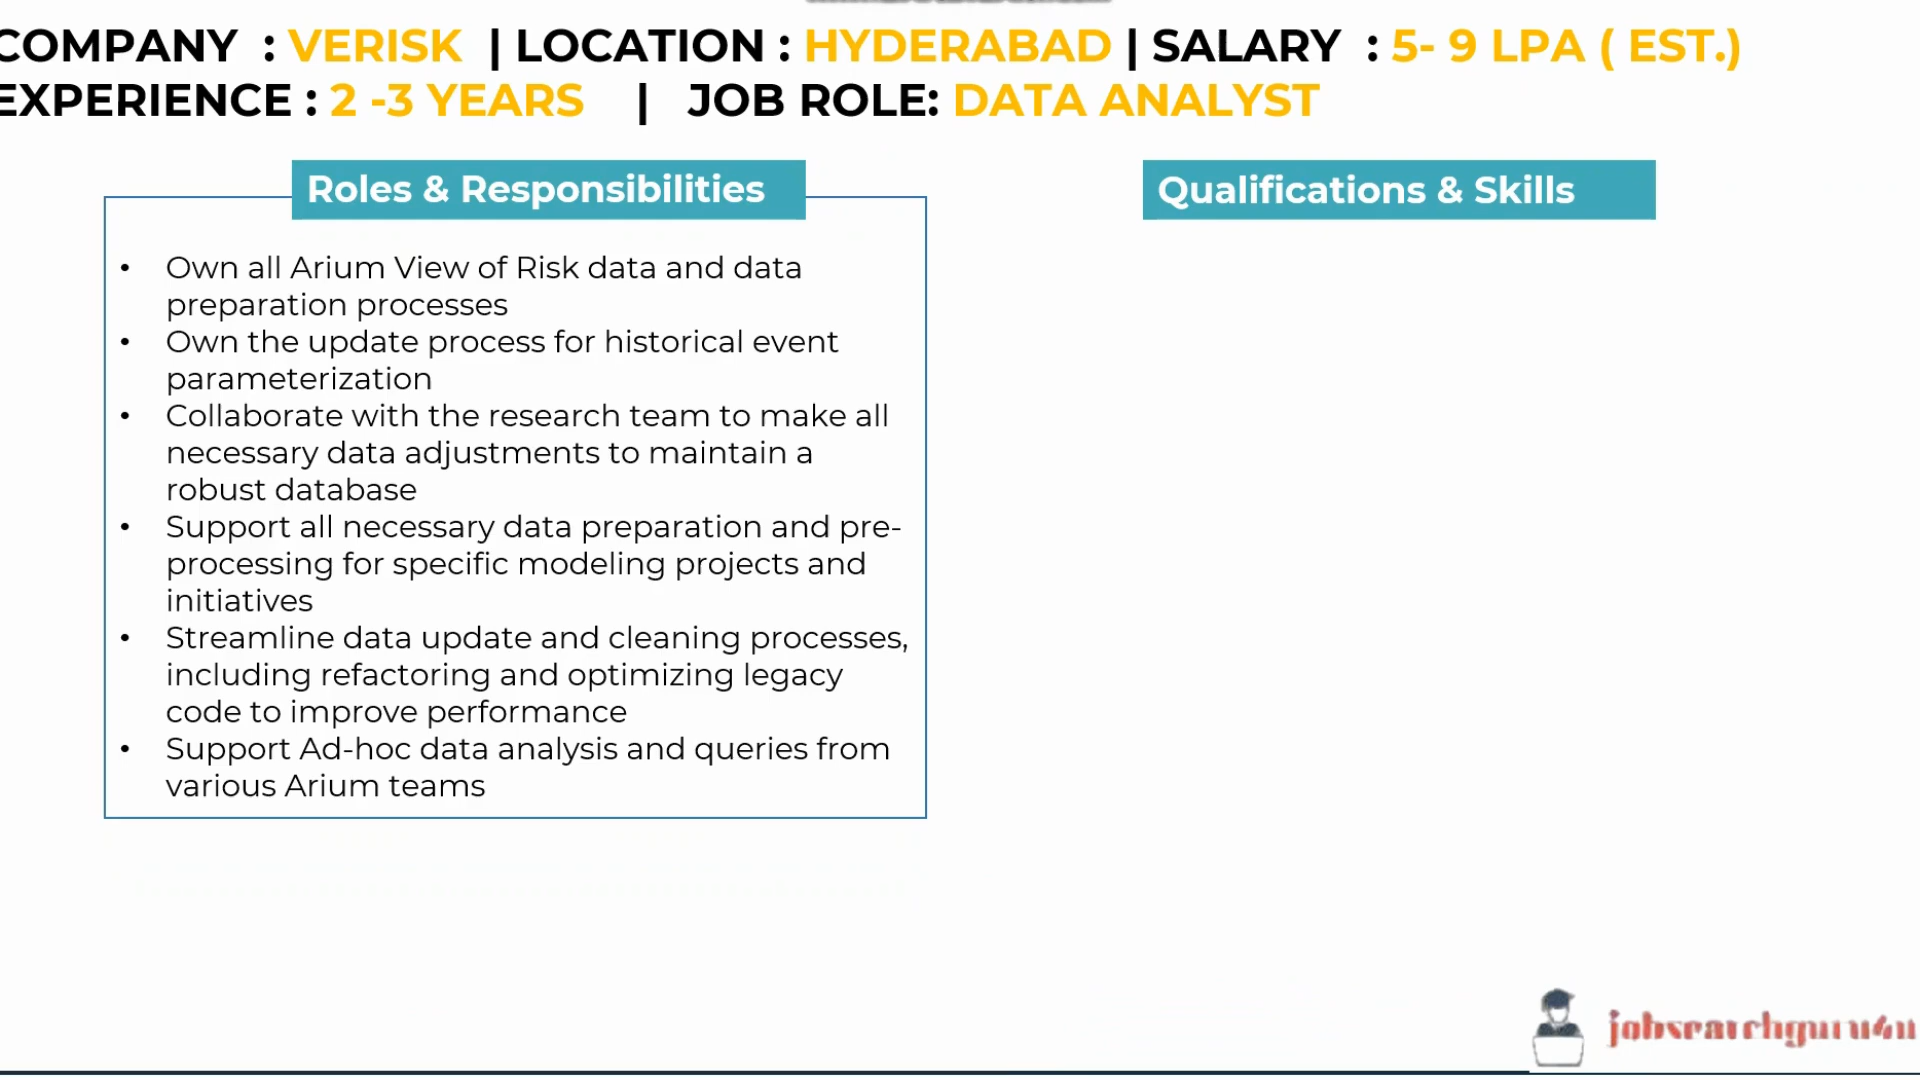 COMPANY : VERISK | LOCATION : HYDERABAD | SALARY : 5- 9 LPA ( EST.)
EXPERIENCE : 2 -3 YEARS | JOB ROLE: DATA ANALYST
Roles & Responsibilities
• Own all Arium View of Risk data and data
preparation processes
• Own the update process for historical event
parameterization
• Collaborate with the research team to make all
necessary data adjustments to maintain a
robust database
• Support all necessary data preparation and pre-
processing for specific modeling projects and
initiatives
• Streamline data update and cleaning processes,
including refactoring and optimizing legacy
code to improve performance
• Support Ad-hoc data analysis and queries from
various Arium teams
Qualifications & Skills
jobsearchguru4u